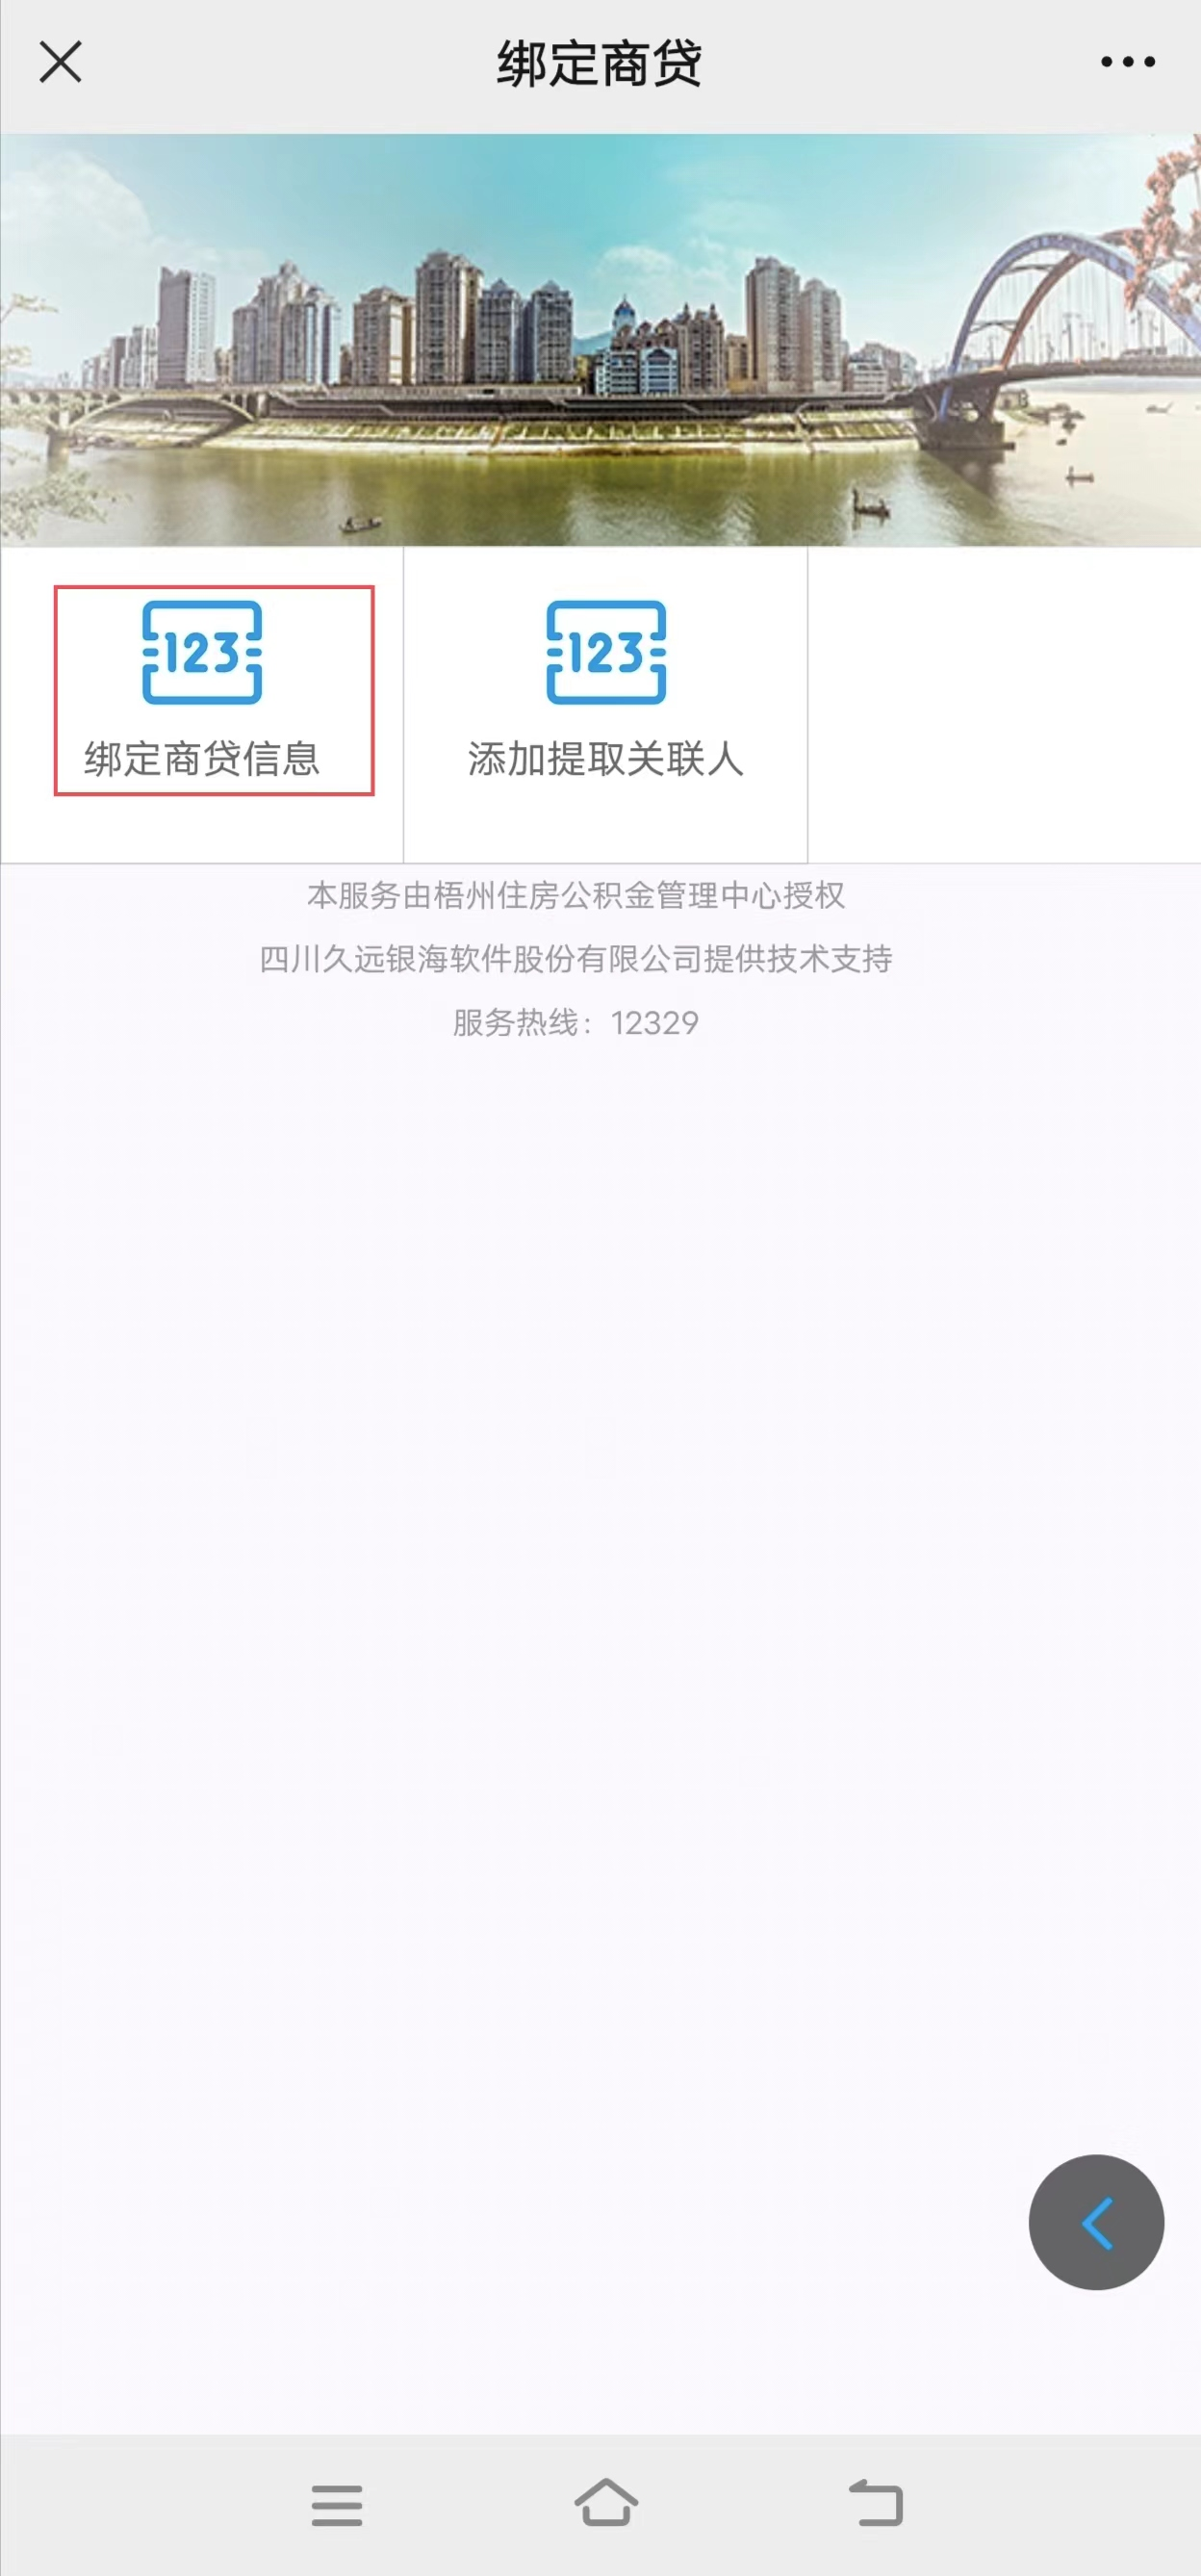 绑定商贷
123
123
绑定商贷信息
添加提取关联人
本服务由梧州住房公积金管理中心授权
四川久远银海软件股份有限公司提供技术支持
服务热线：12329